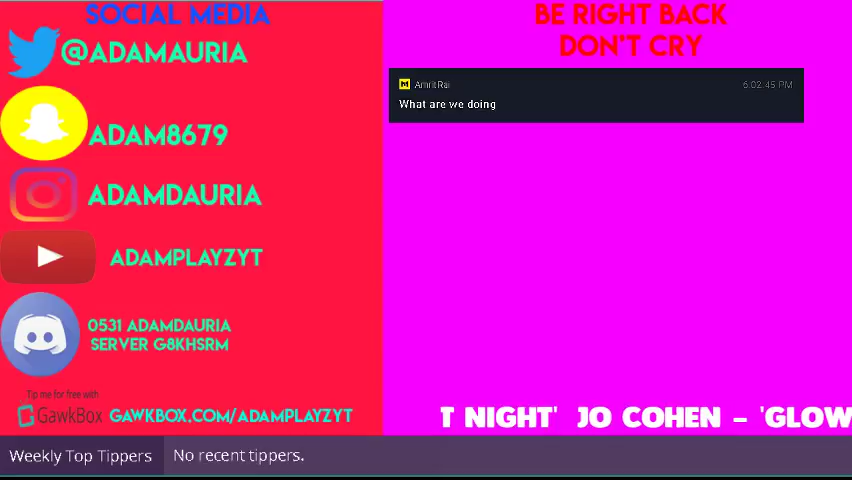 SOCIAL MEDIA
@ADAMAURIA
ADAM8679
ADAMDAURIA
ADAMPLAYZYT
0531 ADAMDAURIA
SERVER G8KHSRM
Tip me for free with
GawkBox GAWKBOX.COM/ADAMPLAYZYT
BE RIGHT BACK
DON'T CRY
AmritRai 6:02:45 PM
What are we doing
T NIGHT' JO COHEN – 'GLOW
Weekly Top Tippers No recent tippers.